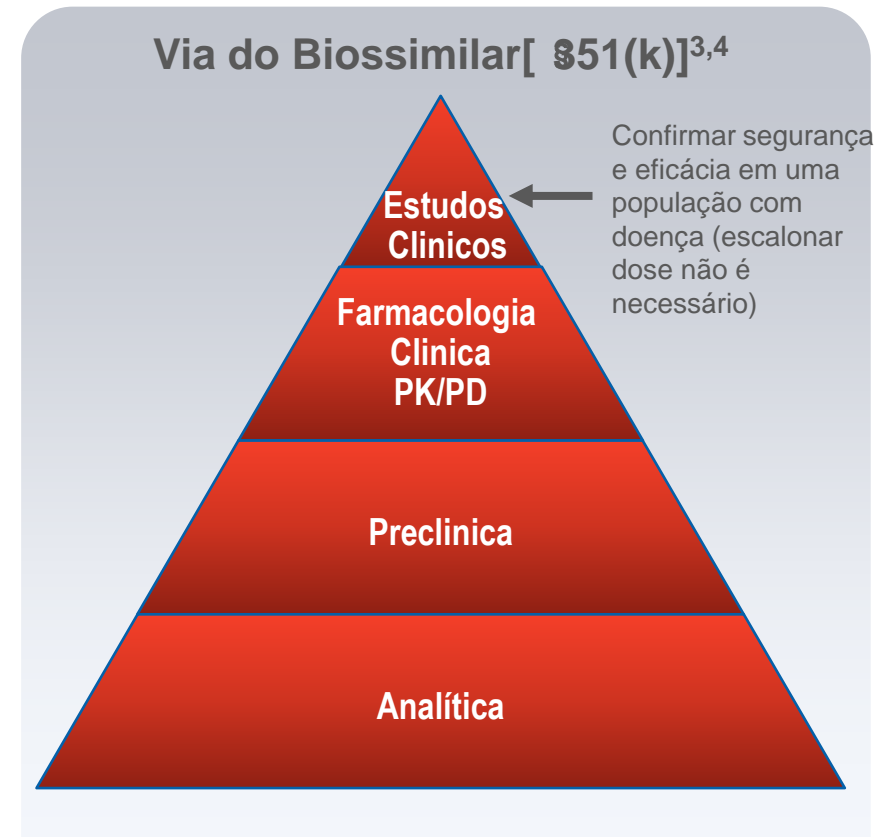 Via do Biossimilar[ §51(k)]3,4
Confirmar segurança
e eficácia em uma
população com
doença (escalonar
dose não é
necessário)
Estudos
Clinicos
Farmacologia
Clinica
PK/PD
Preclinica
Analítica